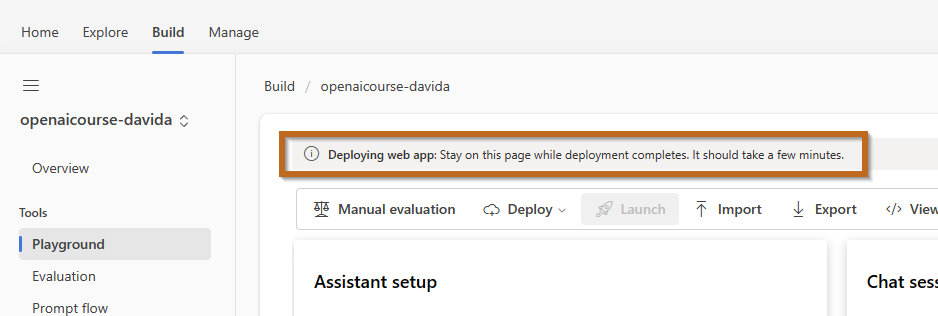 Home Explore Build Manage
openaicourse-davida
Overview
Tools
Playground
Evaluation
Prompt flow
Build / openaicourse-davida
Deploying web app: Stay on this page while deployment completes. It should take a few minutes.
Manual evaluation Deploy Launch Import Export </> View
Assistant setup
Chat sess